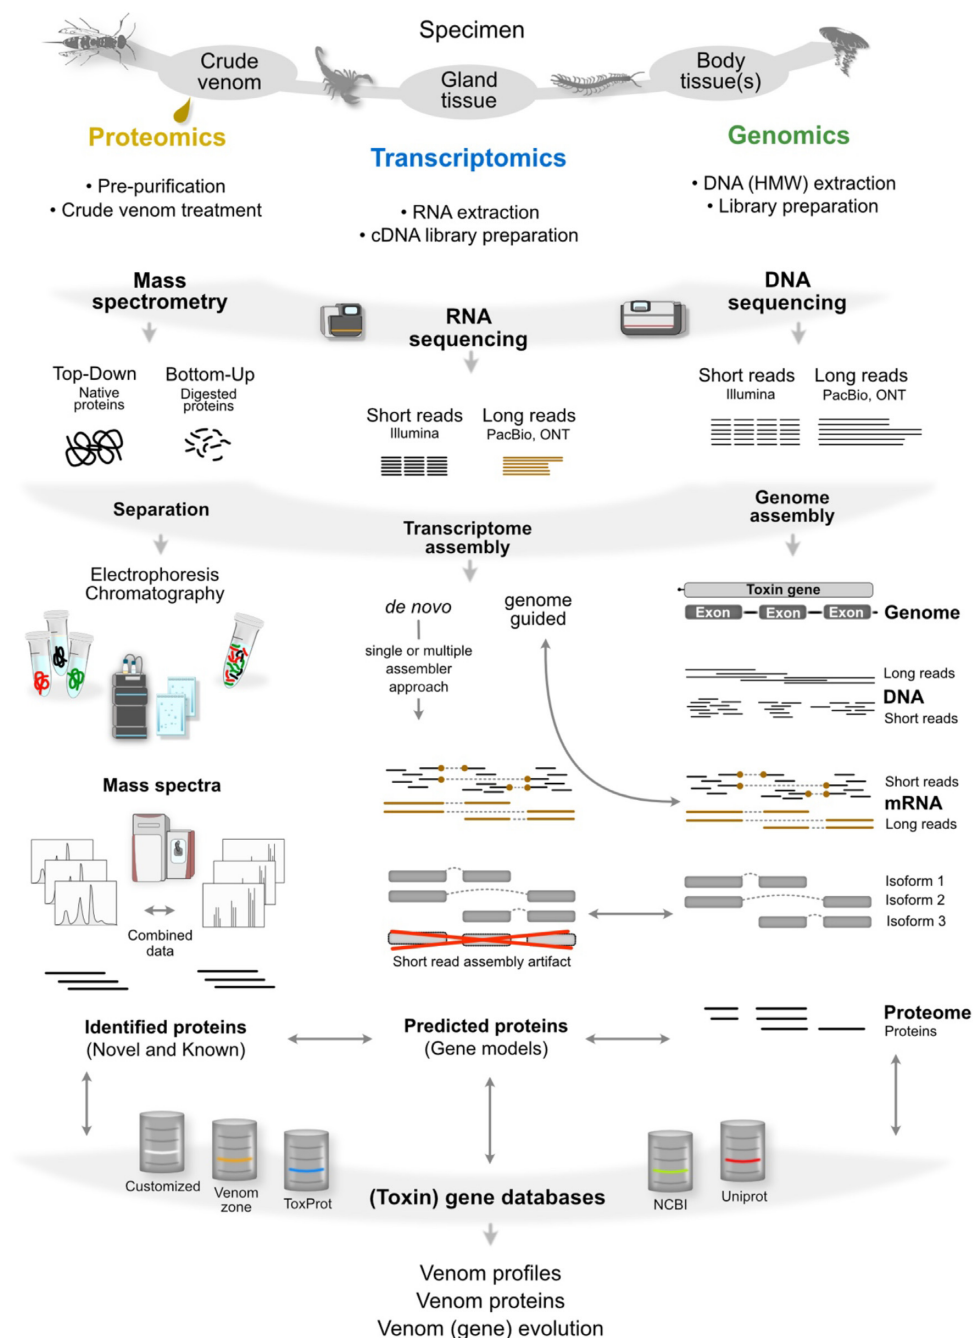 Specimen
Crude
venom
Gland
tissue
Body
tissue(s)
Proteomics
• Pre-purification
• Crude venom treatment
Transcriptomics
• RNA extraction
• cDNA library preparation
Genomics
• DNA (HMW) extraction
• Library preparation
Mass
spectrometry
RNA
sequencing
DNA
sequencing
Top-Down
Native
proteins
Bottom-Up
Digested
proteins
Short reads
Illumina
Long reads
PacBio, ONT
Short reads
Illumina
Long reads
PacBio, ONT
Separation
Transcriptome
assembly
Genome
assembly
Electrophoresis
Chromatography
de novo
single or multiple
assembler
approach
genome
guided
Toxin gene
Exon Exon Exon
Genome
Long reads
DNA
Short reads
Mass spectra
Short reads
mRNA
Long reads
Combined
data
Short read assembly artifact
Isoform 1
Isoform 2
Isoform 3
Identified proteins
(Novel and Known)
Predicted proteins
(Gene models)
Proteome
Proteins
Customized
Venom
zone
ToxProt
(Toxin) gene databases
NCBI
Uniprot
Venom profiles
Venom proteins
Venom (gene) evolution